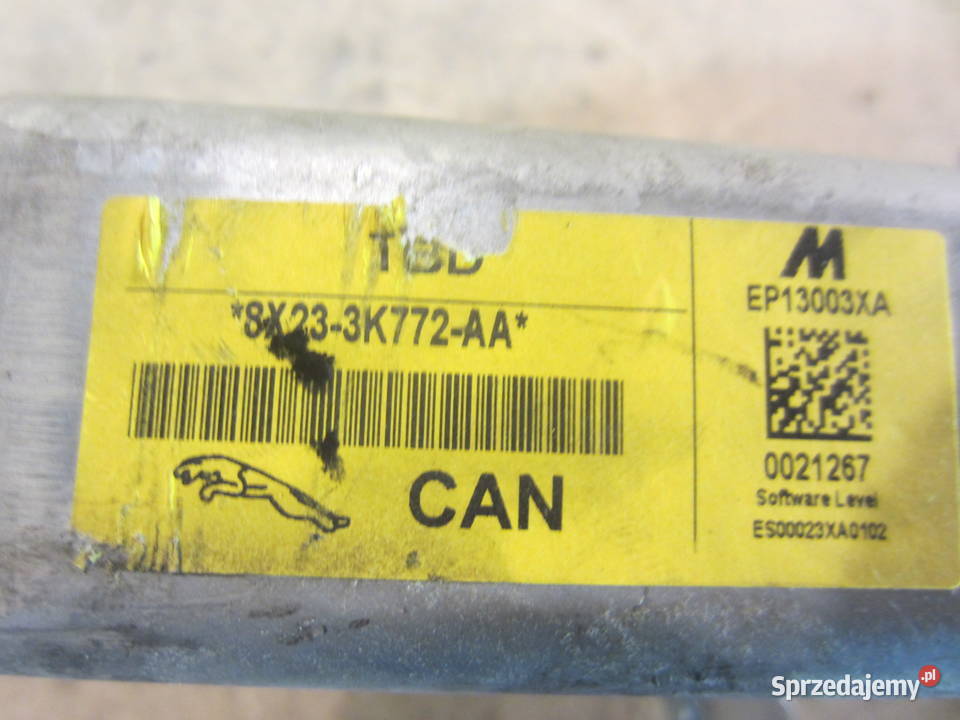 TBD
*8X23-3K772-AA*
CAN
M
EP13003XA
0021267
Software Level
ES00023XA0102
Sprzedajemy.pl